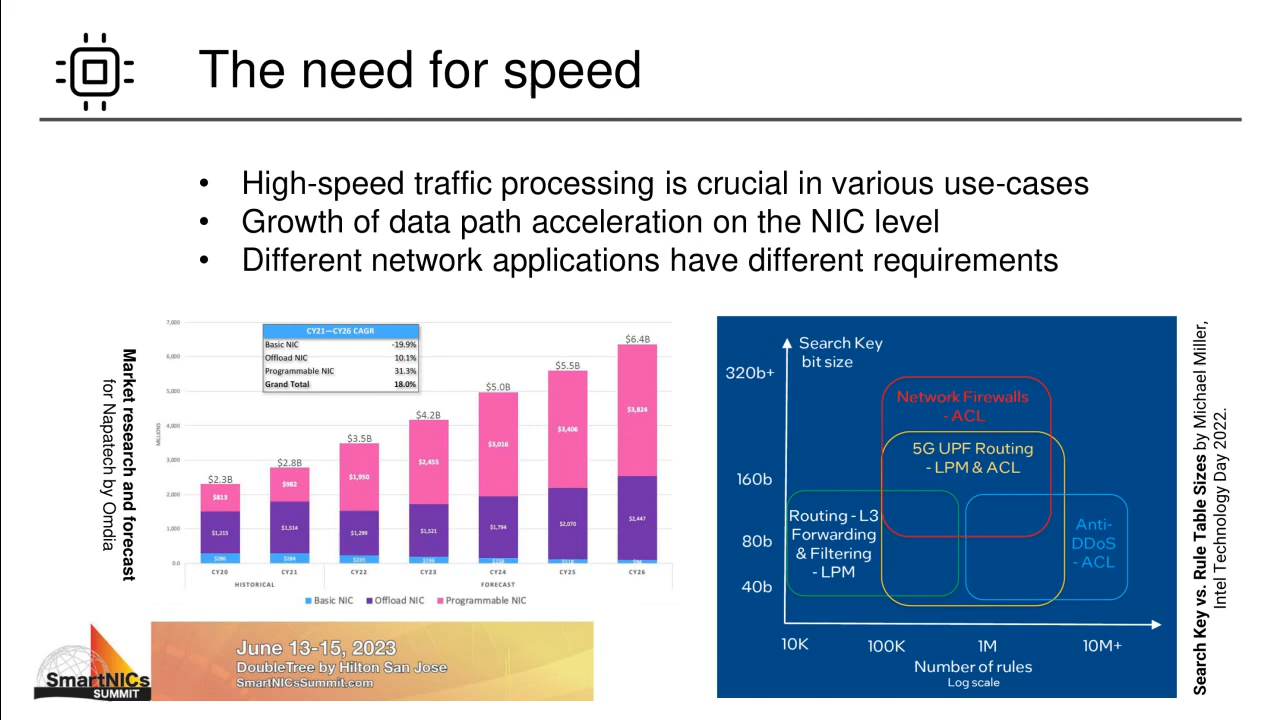 The need for speed
• High-speed traffic processing is crucial in various use-cases
• Growth of data path acceleration on the NIC level
• Different network applications have different requirements
Market research and forecast
for Napatech by Omdia
7,000
6,000
5,000
4,000
3,000
2,000
1,000
0.0
MILLIONS
CY21—CY26 CAGR
Basic NIC -19.9%
Offload NIC 10.1%
Programmable NIC 31.3%
Grand Total 18.0%
$2.3B
$813
$1,215
$286
$2.8B
$982
$1,514
$284
$3.5B
$1,950
$1,299
$4.2B
$2,455
$1,521
$5.0B
$3,016
$1,794
$5.5B
$3,406
$2,070
$6.4B
$3,824
$2,447
CY20 CY21 CY22 CY23 CY24 CY25 CY26
HISTORICAL FORECAST
Basic NIC Offload NIC Programmable NIC
Search Key
bit size
320b+
160b
80b
40b
Network Firewalls
- ACL
5G UPF Routing
- LPM & ACL
Routing - L3
Forwarding
& Filtering
- LPM
Anti-
DDoS
- ACL
10K 100K 1M 10M+
Number of rules
Log scale
Search Key vs. Rule Table Sizes by Michael Miller,
Intel Technology Day 2022.
SmartNICs
SUMMIT
June 13-15, 2023
DoubleTree by Hilton San Jose
SmartNICsSummit.com